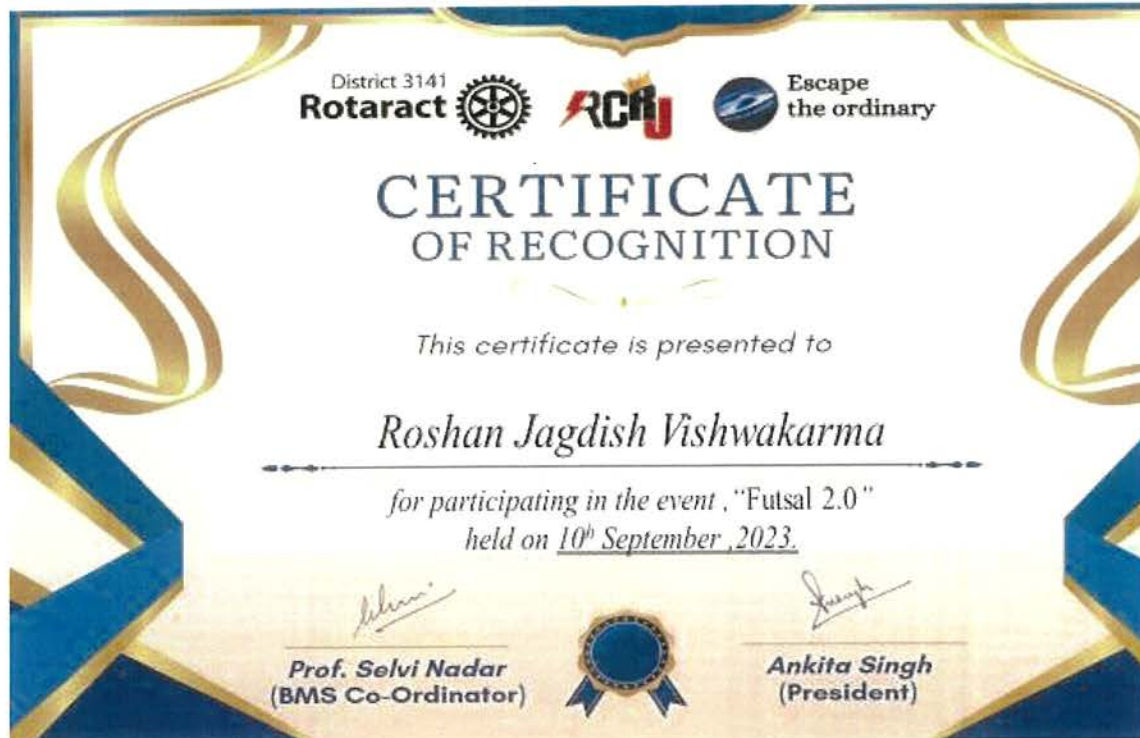 District 3141
Rotaract
RCRJ
Escape
the ordinary
CERTIFICATE
OF RECOGNITION
This certificate is presented to
Roshan Jagdish Vishwakarma
for participating in the event , “Futsal 2.0 ”
held on 10h September ,2023.
Prof. Selvi Nadar
(BMS Co-Ordinator)
Ankita Singh
(President)